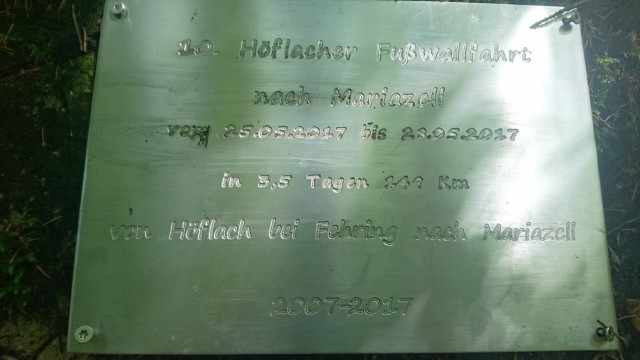 10. Höflacher Fußwallfahrt
nach Mariazell
vom 25.05.2017 bis 28.05.2017
in 3,5 Tagen 149 Km
von Höflach bei Fehring nach Mariazell
2007-2017